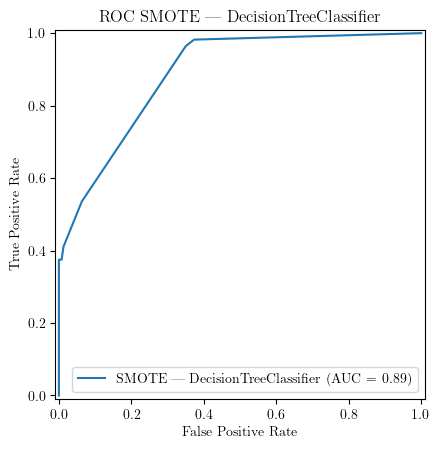 ROC SMOTE — DecisionTreeClassifier
1.0
0.8
0.6
0.4
0.2
0.0
True Positive Rate
SMOTE — DecisionTreeClassifier (AUC = 0.89)
0.0 0.2 0.4 0.6 0.8 1.0
False Positive Rate